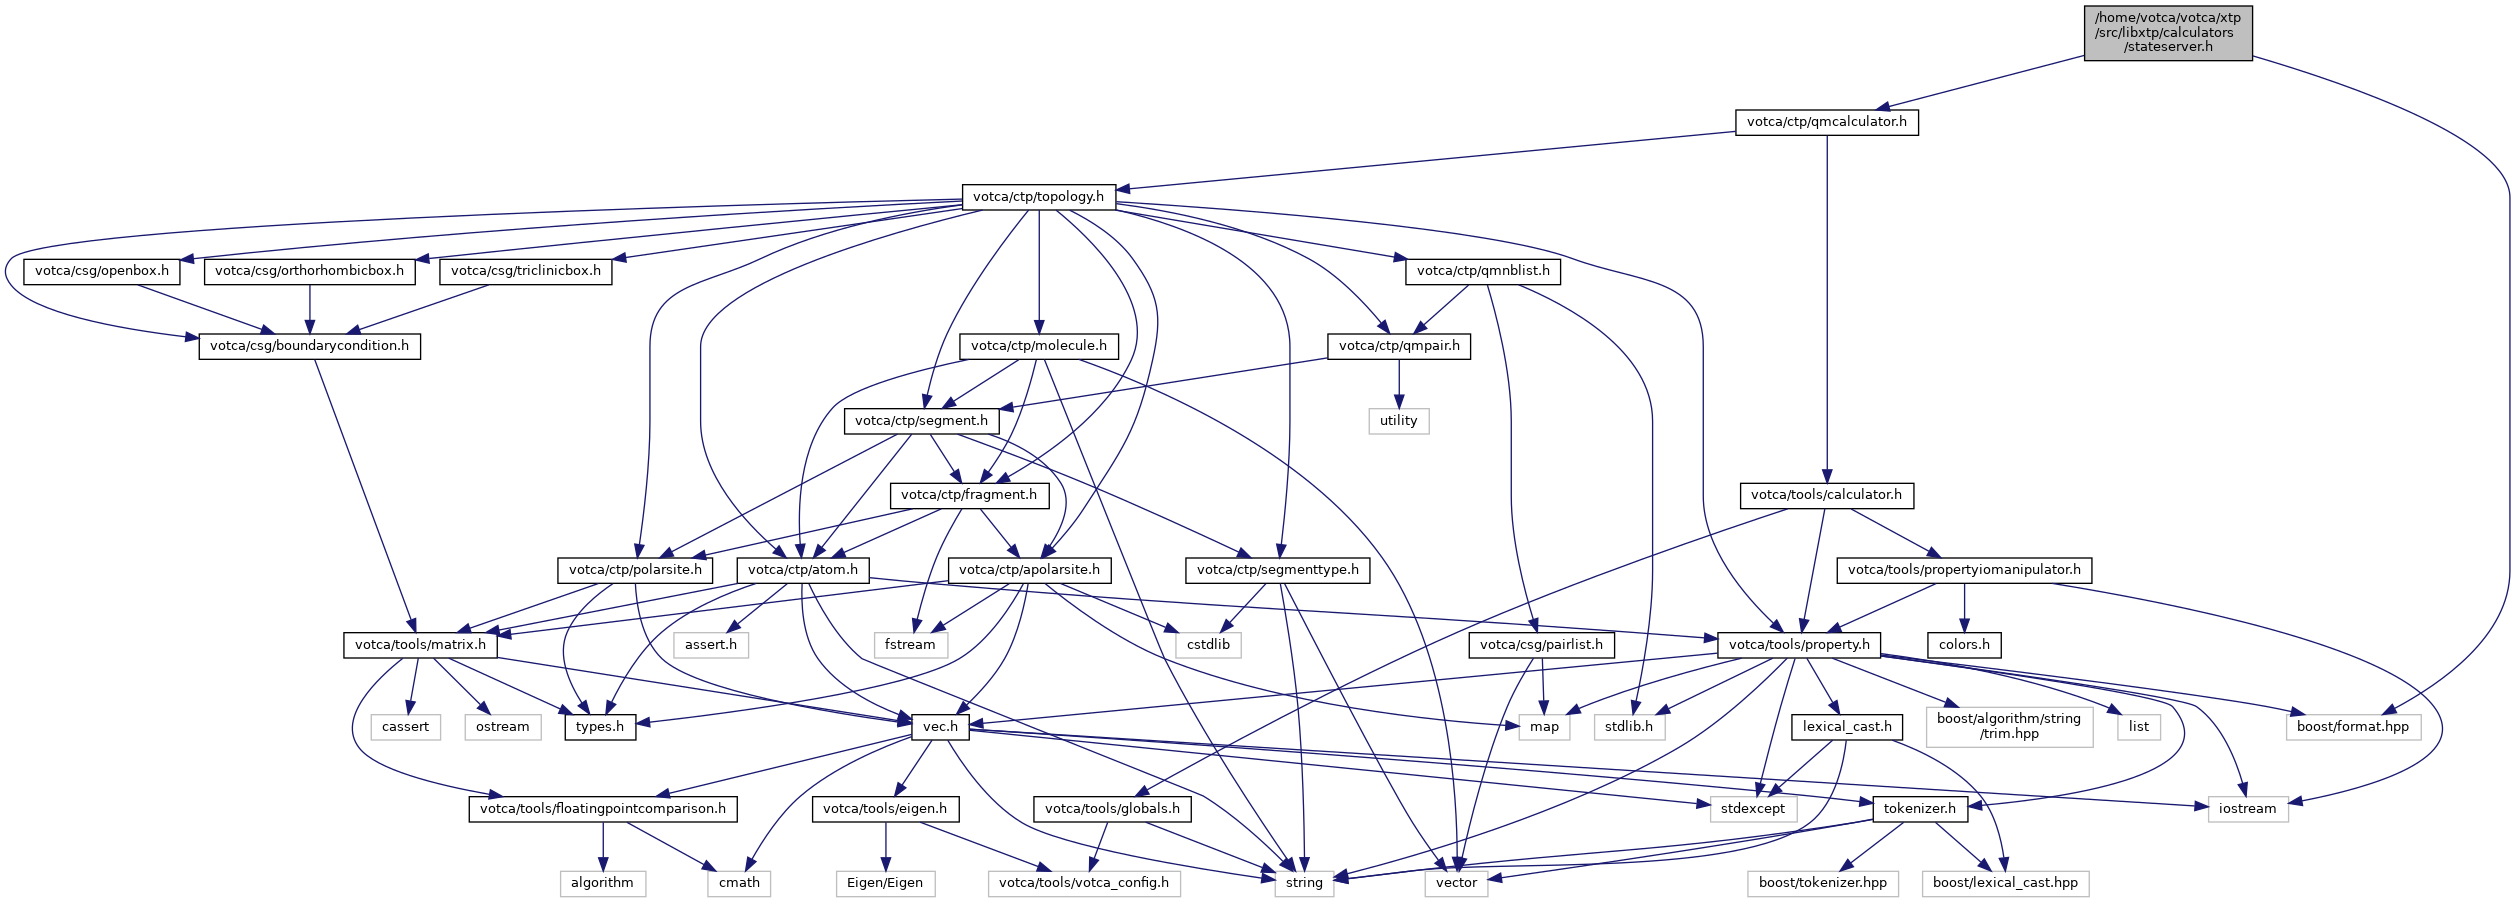 /home/votca/votca/xtp
/src/libxtp/calculators
/stateserver.h
votca/ctp/qmcalculator.h
votca/ctp/topology.h
votca/csg/openbox.h
votca/csg/orthorhombicbox.h
votca/csg/triclinicbox.h
votca/ctp/qmnblist.h
votca/csg/boundarycondition.h
votca/ctp/molecule.h
votca/ctp/qmpair.h
votca/ctp/segment.h
utility
votca/ctp/fragment.h
votca/tools/calculator.h
votca/ctp/polarsite.h
votca/ctp/atom.h
votca/ctp/apolarsite.h
votca/ctp/segmenttype.h
votca/tools/propertyiomanipulator.h
votca/tools/matrix.h
assert.h
fstream
cstdlib
votca/csg/pairlist.h
votca/tools/property.h
colors.h
cassert
ostream
types.h
vec.h
map
stdlib.h
lexical_cast.h
boost/algorithm/string
/trim.hpp
list
boost/format.hpp
votca/tools/floatingpointcomparison.h
votca/tools/eigen.h
votca/tools/globals.h
stdexcept
tokenizer.h
iostream
algorithm
cmath
Eigen/Eigen
votca/tools/votca_config.h
string
vector
boost/tokenizer.hpp
boost/lexical_cast.hpp